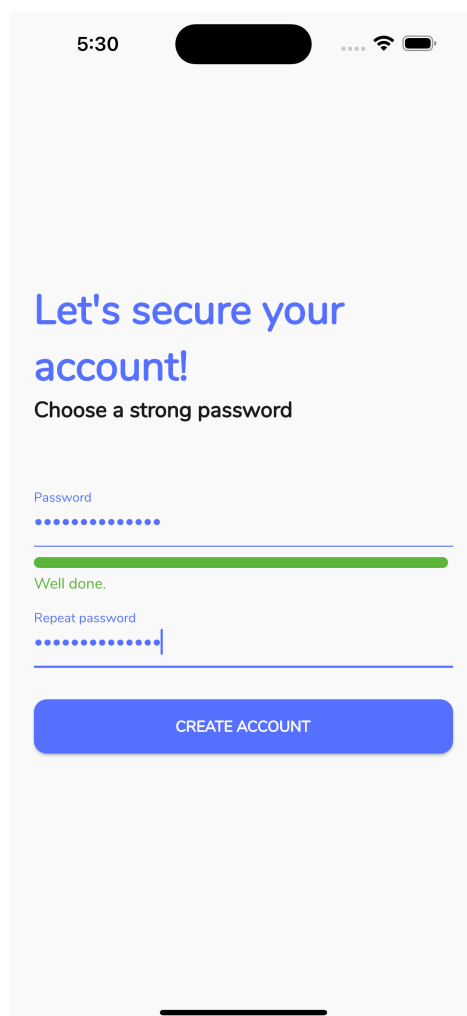 5:30
Let's secure your
account!
Choose a strong password
Password
••••••••••••••
Well done.
Repeat password
••••••••••••••
CREATE ACCOUNT